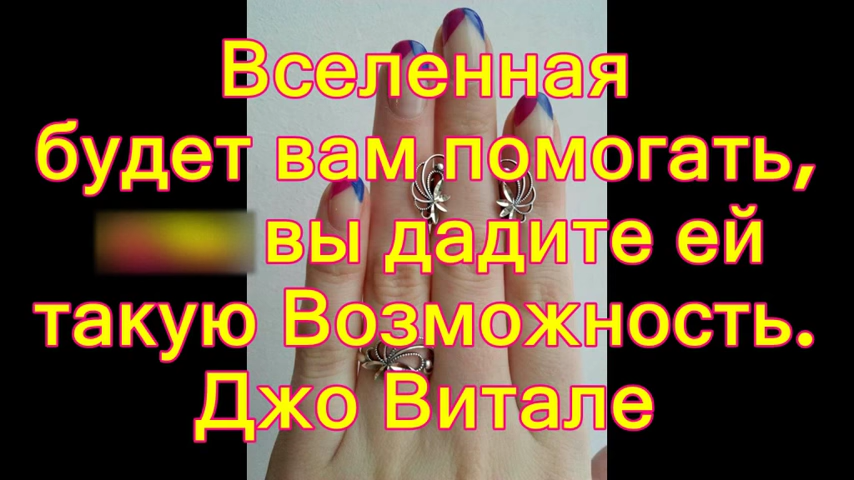 Вселенная
будет вам помогать,
вы дадите ей
такую Возможность.
Джо Витале